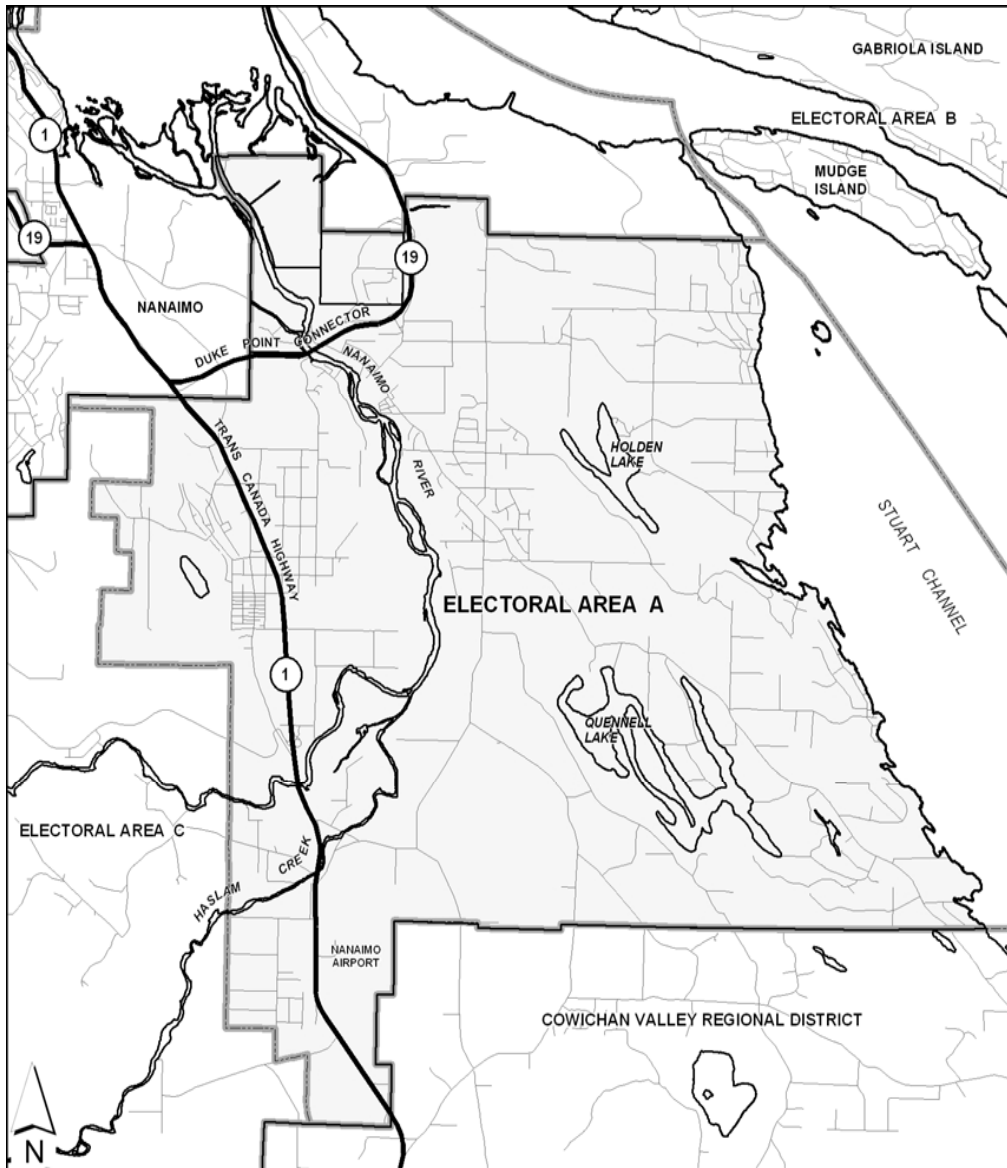 GABRIOLA ISLAND
ELECTORAL AREA B
1
MUDGE
ISLAND
19
19
NANAIMO
DUKE POINT CONNECTOR
NANAIMO
RIVER
TRANS CANADA HIGHWAY
HOLDEN
LAKE
STUART CHANNEL
ELECTORAL AREA A
1
QUENNELL
LAKE
ELECTORAL AREA C
HASLAM CREEK
NANAIMO
AIRPORT
COWICHAN VALLEY REGIONAL DISTRICT
N